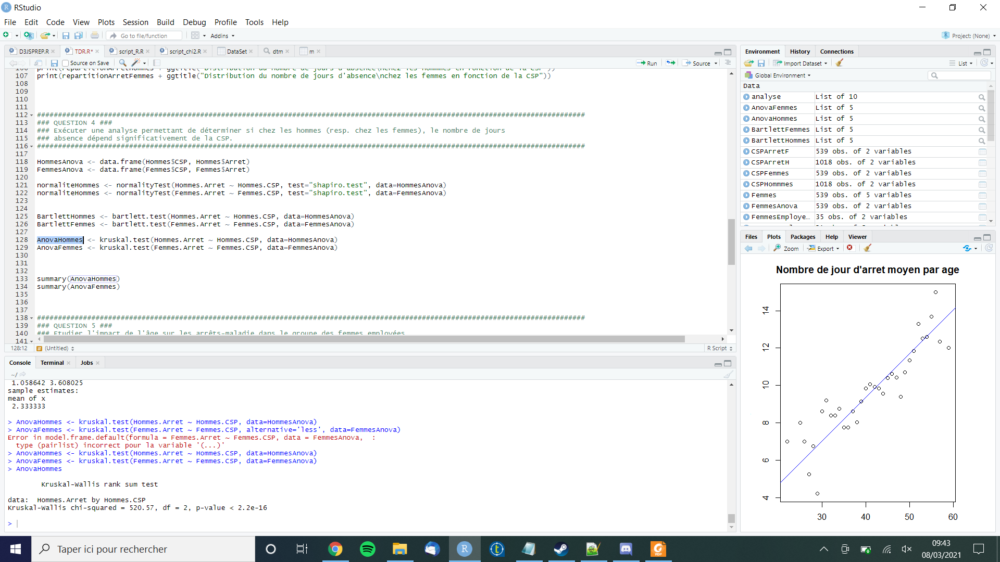 RStudio
File Edit Code View Plots Session Build Debug Profile Tools Help
Go to file/function Addins Project: (None)
D3JSPREP.R TDR.R* script_R.R script_chi2.R DataSet dtm m
Source on Save Run Source
106 print(repartitionArretHommes + ggtitle("Distribution du nombre de jours d'absence\nchez les hommmes en fonction de la CSP"))
107 print(repartitionArretFemmes + ggtitle("Distribution du nombre de jours d'absence\nchez les femmes en fonction de la CSP"))
108
109
110
111
112 ###################################################################################################################################
113 ### QUESTION 4 ###
114 ### Exécuter une analyse permettant de déterminer si chez les hommes (resp. chez les femmes), le nombre de jours
115 ### absence dépend significativement de la CSP.
116 ###################################################################################################################################
117
118 HommesAnova <- data.frame(Hommes$CSP, Hommes$Arret)
119 FemmesAnova <- data.frame(Femmes$CSP, Femmes$Arret)
120
121 normaliteHommes <- normalityTest(Hommes.Arret ~ Hommes.CSP, test="shapiro.test", data=HommesAnova)
122 normaliteHommes <- normalityTest(Femmes.Arret ~ Femmes.CSP, test="shapiro.test", data=FemmesAnova)
123
124
125 BartlettHommes <- bartlett.test(Hommes.Arret ~ Hommes.CSP, data=HommesAnova)
126 BartlettFemmes <- bartlett.test(Femmes.Arret ~ Femmes.CSP, data=FemmesAnova)
127
128 AnovaHommes <- kruskal.test(Hommes.Arret ~ Hommes.CSP, data=HommesAnova)
129 AnovaFemmes <- kruskal.test(Femmes.Arret ~ Femmes.CSP, data=FemmesAnova)
130
131
132
133 summary(AnovaHommes)
134 summary(AnovaFemmes)
135
136
137
138 ###################################################################################################################################
139 ### QUESTION 5 ###
140 ### Etudier l'impact de l'âge sur les arrêts-maladie dans le groupe des femmes employées
141
128:12 (Untitled) R Script
Console Terminal Jobs
~/
1.058642 3.608025
sample estimates:
mean of x
2.333333
> AnovaHommes <- kruskal.test(Hommes.Arret ~ Hommes.CSP, data=HommesAnova)
> AnovaFemmes <- kruskal.test(Femmes.Arret ~ Femmes.CSP, alternative='less', data=FemmesAnova)
Error in model.frame.default(formula = Femmes.Arret ~ Femmes.CSP, data = FemmesAnova,  :
type (pairlist) incorrect pour la variable '(...)'
> AnovaHommes <- kruskal.test(Hommes.Arret ~ Hommes.CSP, data=HommesAnova)
> AnovaFemmes <- kruskal.test(Femmes.Arret ~ Femmes.CSP, data=FemmesAnova)
> AnovaHommes
Kruskal-Wallis rank sum test
data:  Hommes.Arret by Hommes.CSP
Kruskal-Wallis chi-squared = 520.57, df = 2, p-value < 2.2e-16
>
Environment History Connections
Import Dataset List
Global Environment
Data
analyse List of 10
AnovaFemmes List of 5
AnovaHommes List of 5
BartlettFemmes List of 5
BartlettHommes List of 5
CSPArretF 539 obs. of 2 variables
CSPArretH 1018 obs. of 2 variables
CSPFemmes 539 obs. of 2 variables
CSPHommmes 1018 obs. of 2 variables
Femmes 539 obs. of 5 variables
FemmesAnova 539 obs. of 2 variables
FemmesEmploye… 35 obs. of 2 variables
Files Plots Packages Help Viewer
Zoom Export
Nombre de jour d'arret moyen par age
14
12
10
8
6
4
30 40 50 60
Taper ici pour rechercher
09:43
08/03/2021